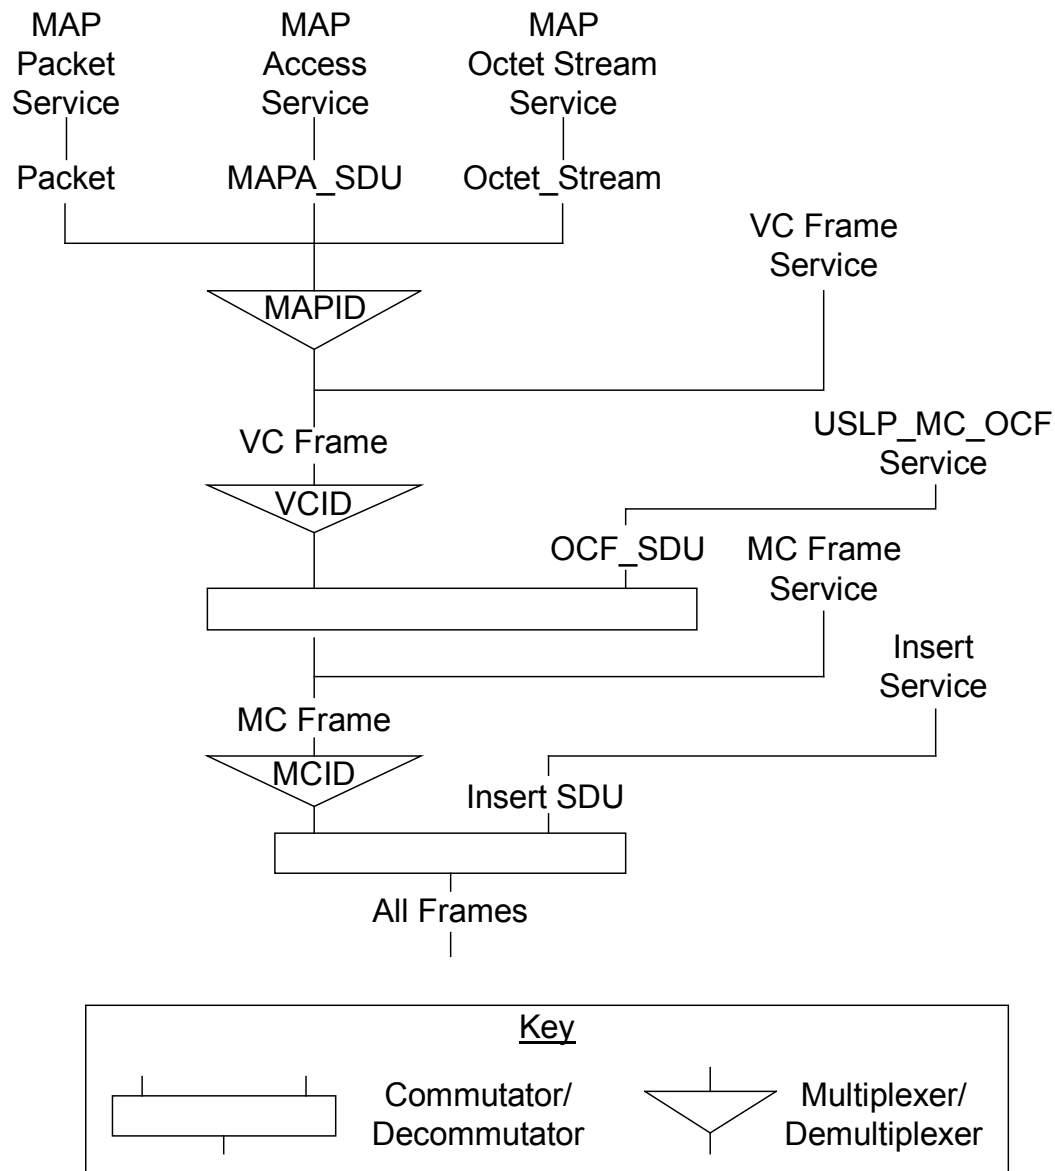 MAP
Packet
Service
MAP
Access
Service
MAP
Octet Stream
Service
Packet
MAPA_SDU
Octet_Stream
VC Frame
Service
MAPID
VC Frame
USLP_MC_OCF
Service
VCID
OCF_SDU
MC Frame
Service
Insert
Service
MC Frame
MCID
Insert SDU
All Frames
Key
Commutator/
Decommutator
Multiplexer/
Demultiplexer